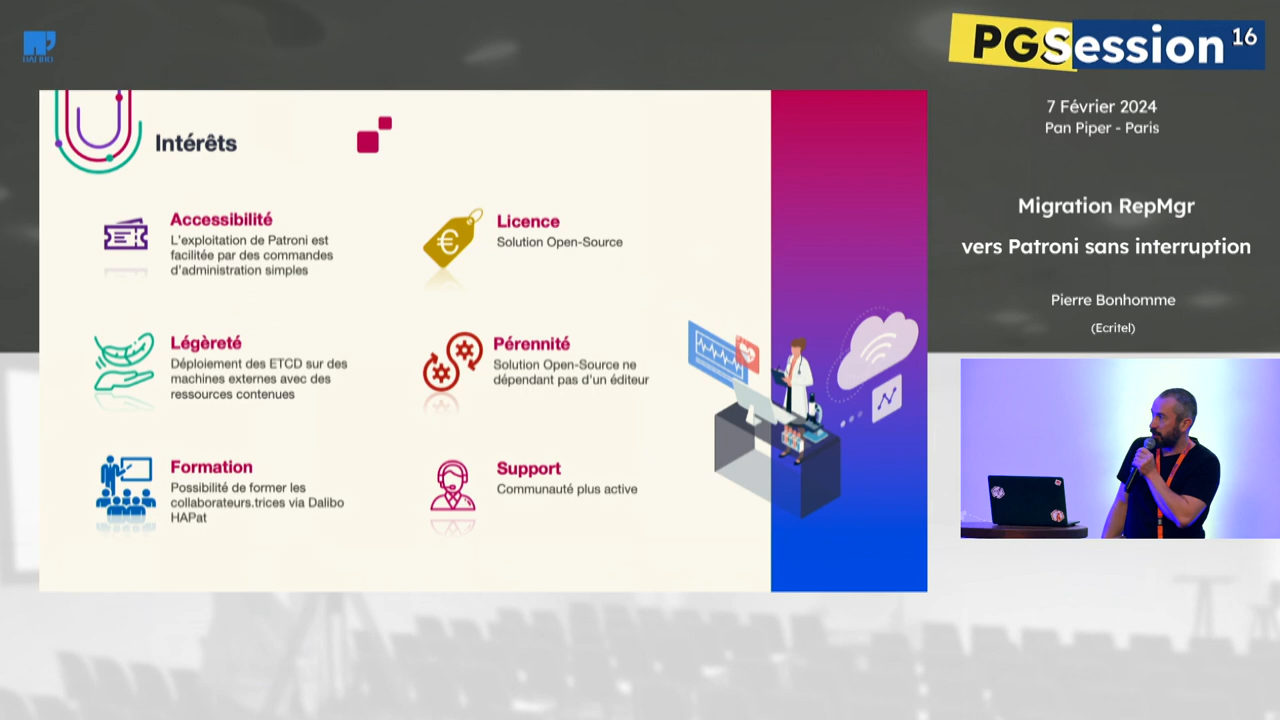 DALIBO
PGSession 16
7 Février 2024
Pan Piper - Paris
Migration RepMgr
vers Patroni sans interruption
Pierre Bonhomme
(Ecritel)
Intérêts
Accessibilité
L'exploitation de Patroni est
facilitée par des commandes
d'administration simples
Licence
€
Solution Open-Source
Légèreté
Déploiement des ETCD sur des
machines externes avec des
ressources contenues
Pérennité
Solution Open-Source ne
dépendant pas d'un éditeur
Formation
Possibilité de former les
collaborateurs.trices via Dalibo
HAPat
Support
Communauté plus active